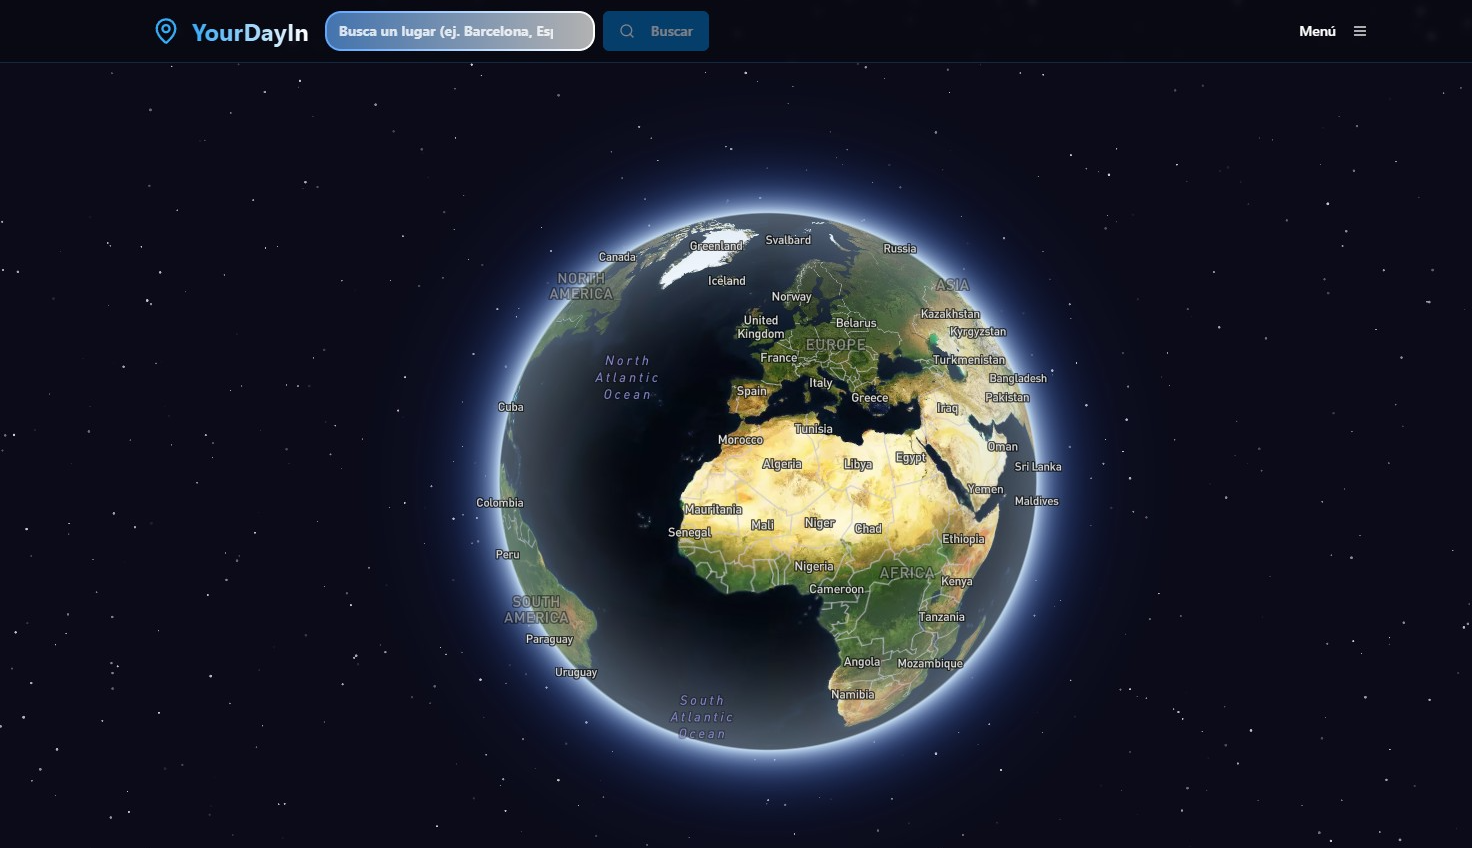 YourDayIn
Busca un lugar (ej. Barcelona, Esp
Buscar
Menú
Svalbard
Greenland
Russia
Canada
Iceland
NORTH
AMERICA
ASIA
Norway
Kazakhstan
United
Kingdom
Belarus
Kyrgyzstan
EUROPE
France
Turkmenistan
North
Atlantic
Ocean
Bangladesh
Italy
Spain
Greece
Pakistan
Cuba
Iraq
Tunisia
Morocco
Oman
Algeria
Libya
Egypt
Sri Lanka
Yemen
Colombia
Maldives
Mauritania
Mali
Niger
Chad
Senegal
Ethiopia
Peru
Nigeria
AFRICA
Kenya
Cameroon
SOUTH
AMERICA
Tanzania
Paraguay
Angola
Mozambique
Uruguay
Namibia
South
Atlantic
Ocean